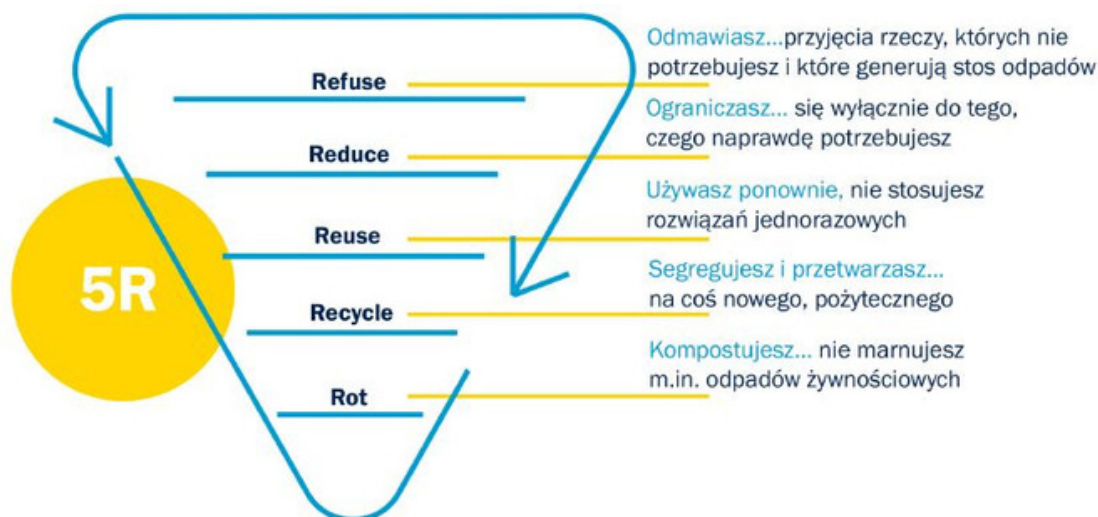 5R
Refuse
Odmawiasz...przyjęcia rzeczy, których nie
potrzebujesz i które generują stos odpadów
Reduce
Ograniczasz... się wyłącznie do tego,
czego naprawdę potrzebujesz
Reuse
Używasz ponownie, nie stosujesz
rozwiązań jednorazowych
Recycle
Segregujesz i przetwarzasz...
na coś nowego, pożytecznego
Rot
Kompostujesz... nie marnujesz
m.in. odpadów żywnościowych